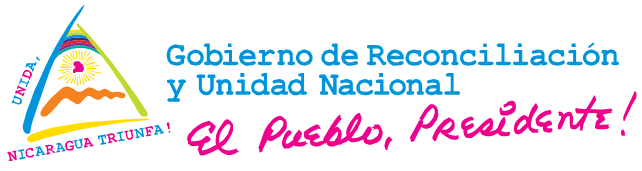 UNIDA,
NICARAGUA TRIUNFA!
Gobierno de Reconciliación
y Unidad Nacional
El Pueblo, Presidente!